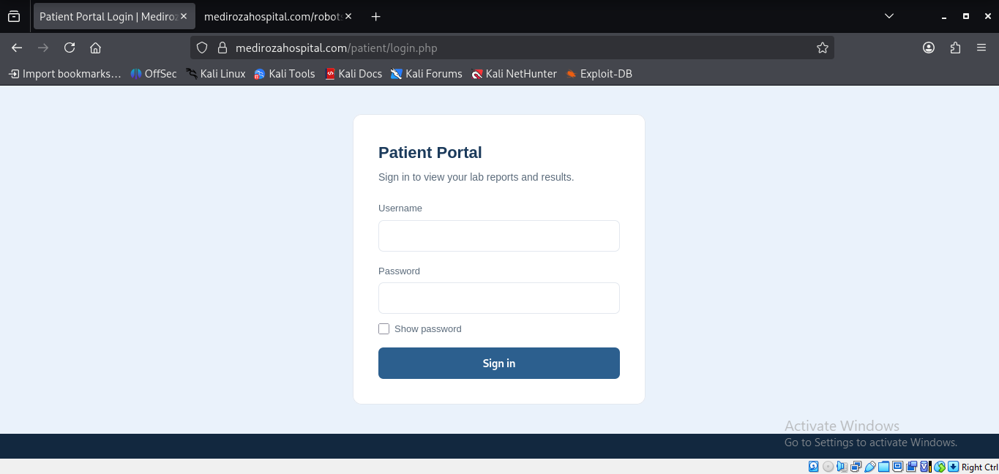 Patient Portal Login | Mediroz
medirozahospital.com/robots
medirozahospital.com/patient/login.php
Import bookmarks... OffSec Kali Linux Kali Tools Kali Docs Kali Forums Kali NetHunter Exploit-DB
Patient Portal
Sign in to view your lab reports and results.
Username
Password
Show password
Sign in
Activate Windows
Go to Settings to activate Windows.
Right Ctrl